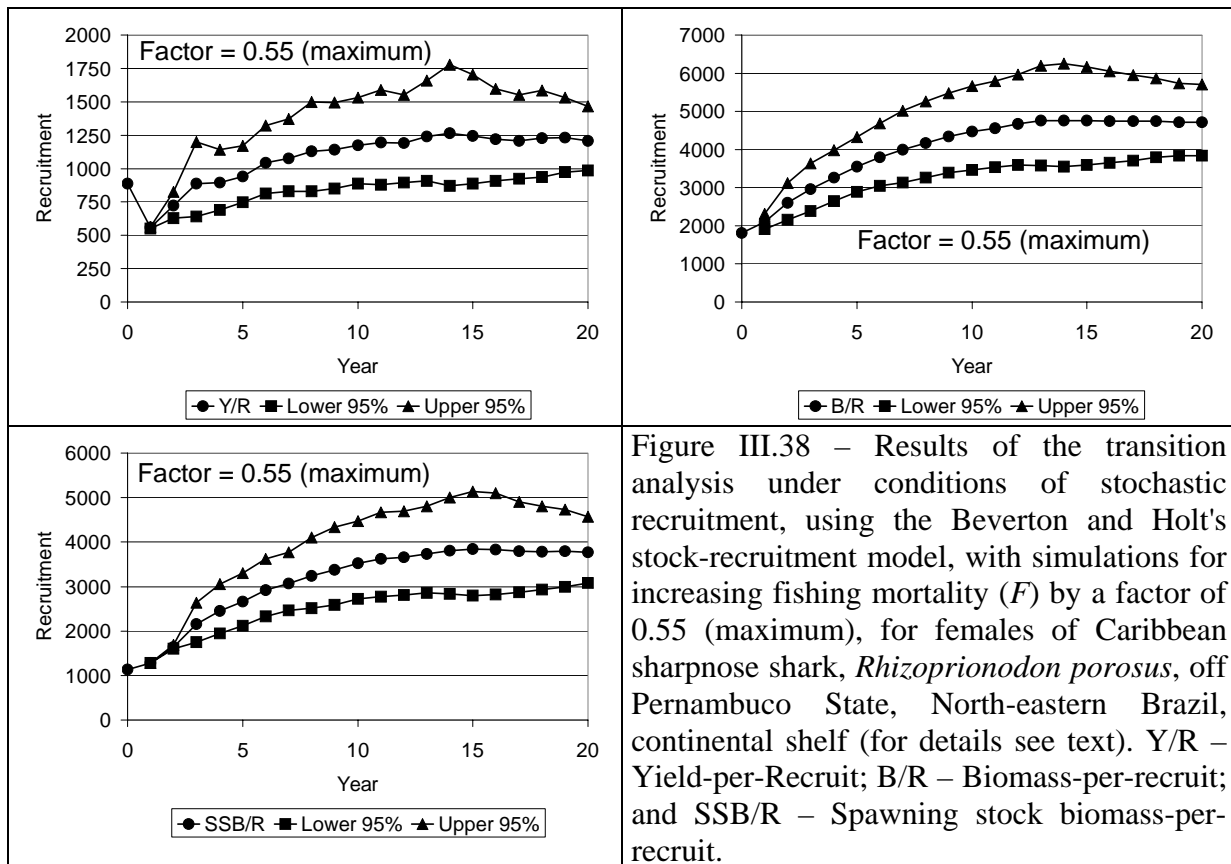 Factor = 0.55 (maximum)
Recruitment
2000
1750
1500
1250
1000
750
500
250
0
0 5 10 15 20
Year
Y/R Lower 95% Upper 95%
Factor = 0.55 (maximum)
Recruitment
7000
6000
5000
4000
3000
2000
1000
0
0 5 10 15 20
Year
B/R Lower 95% Upper 95%
Factor = 0.55 (maximum)
Recruitment
6000
5000
4000
3000
2000
1000
0
0 5 10 15 20
Year
SSB/R Lower 95% Upper 95%
Figure III.38 – Results of the transition
analysis under conditions of stochastic
recruitment, using the Beverton and Holt's
stock-recruitment model, with simulations for
increasing fishing mortality (F) by a factor of
0.55 (maximum), for females of Caribbean
sharpnose shark, Rhizoprionodon porosus, off
Pernambuco State, North-eastern Brazil,
continental shelf (for details see text). Y/R –
Yield-per-Recruit; B/R – Biomass-per-recruit;
and SSB/R – Spawning stock biomass-per-
recruit.